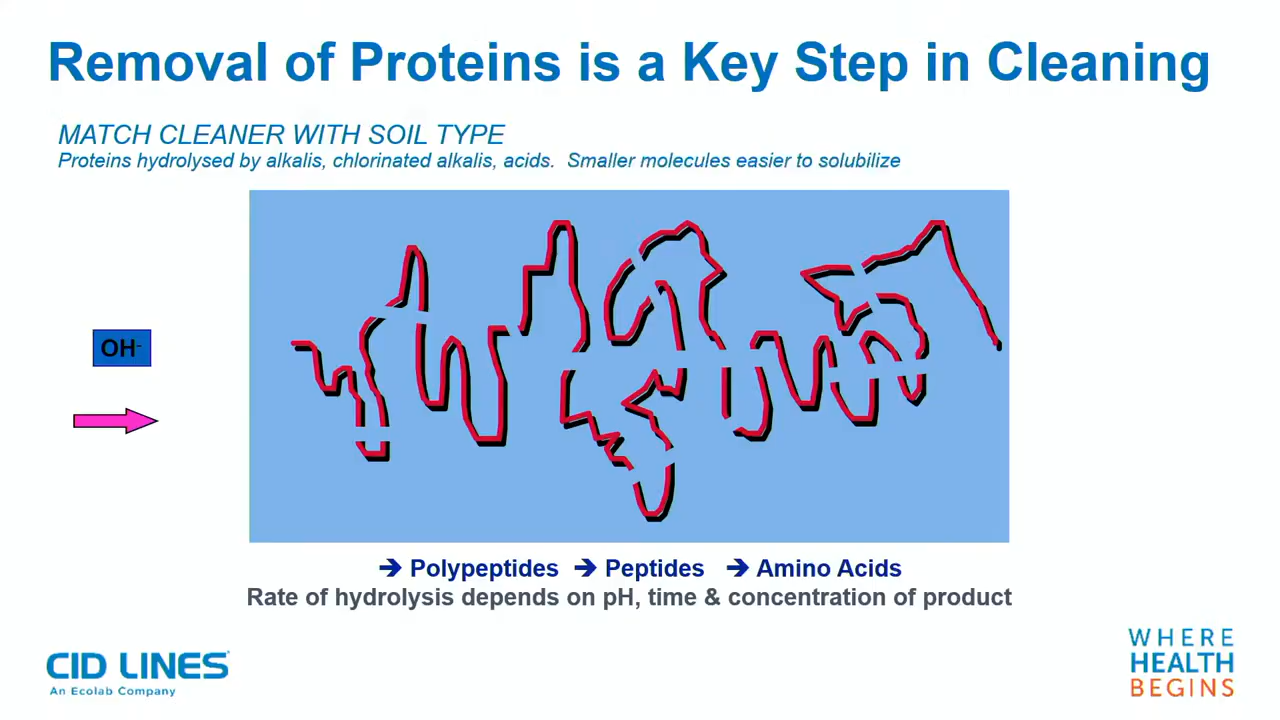 Removal of Proteins is a Key Step in Cleaning
MATCH CLEANER WITH SOIL TYPE
Proteins hydrolysed by alkalis, chlorinated alkalis, acids.  Smaller molecules easier to solubilize
OH-
➔ Polypeptides ➔ Peptides ➔ Amino Acids
Rate of hydrolysis depends on pH, time & concentration of product
CID LINES
An Ecolab Company
WHERE
HEALTH
BEGINS